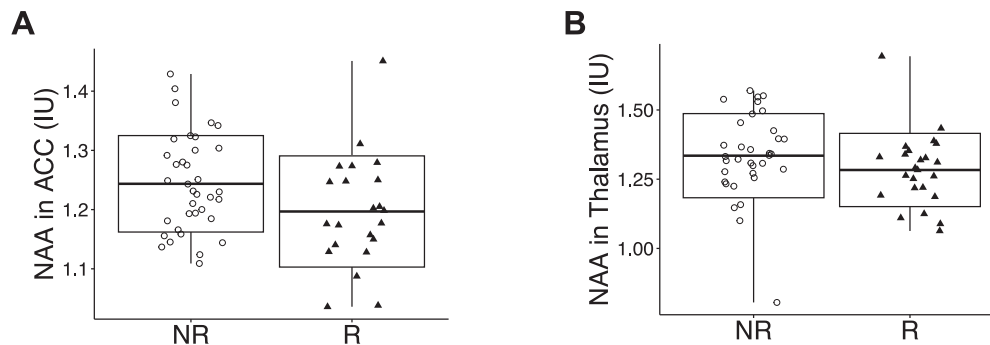 A
NAA in ACC (IU)
1.4
1.3
1.2
1.1
NR
R
B
NAA in Thalamus (IU)
1.50
1.25
1.00
NR
R